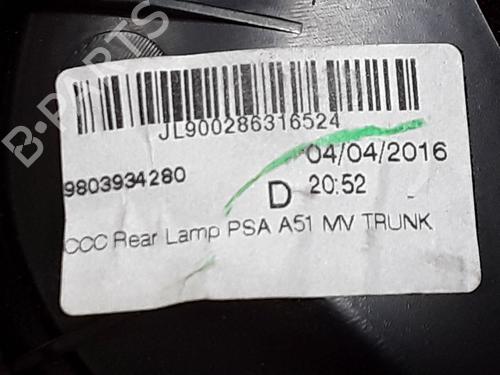 B-PARTS
JL900286316524
04/04/2016
9803934280
D 20:52
CCC Rear Lamp PSA A51 MV TRUNK